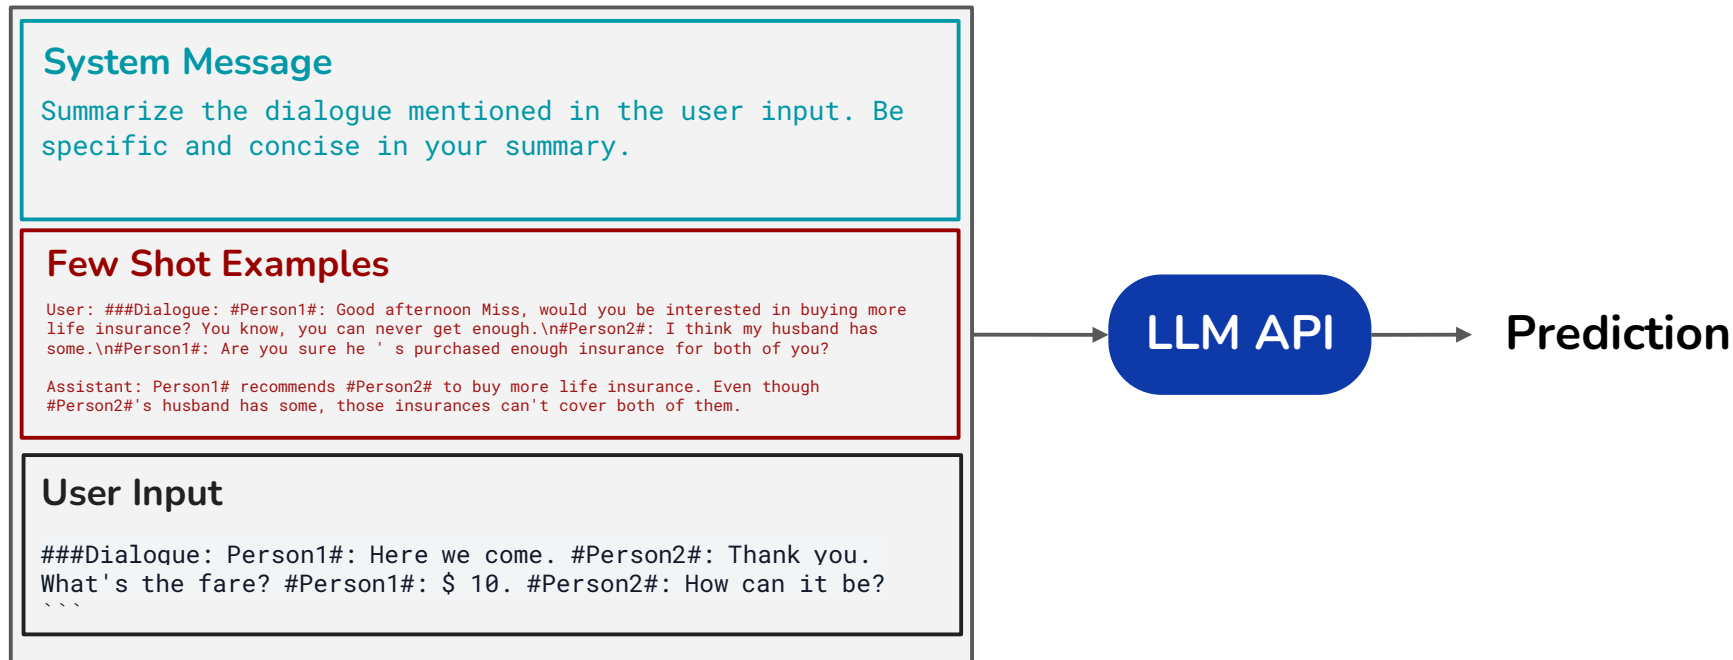 System Message
Summarize the dialogue mentioned in the user input. Be
specific and concise in your summary.
Few Shot Examples
User: ###Dialogue: #Person1#: Good afternoon Miss, would you be interested in buying more
life insurance? You know, you can never get enough.\n#Person2#: I think my husband has
some.\n#Person1#: Are you sure he ' s purchased enough insurance for both of you?
Assistant: Person1# recommends #Person2# to buy more life insurance. Even though
#Person2#'s husband has some, those insurances can't cover both of them.
User Input
###Dialogue: Person1#: Here we come. #Person2#: Thank you.
What's the fare? #Person1#: $ 10. #Person2#: How can it be?
```
LLM API
Prediction